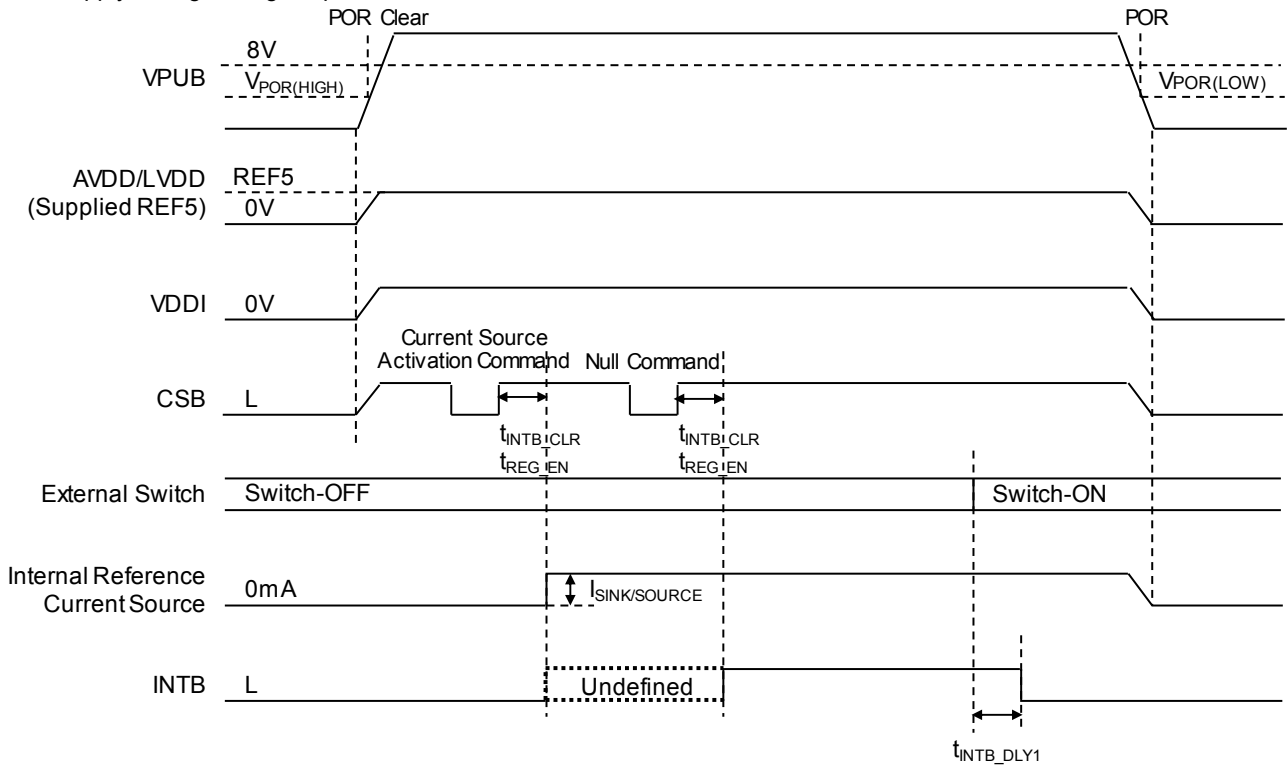 POR Clear
POR
8V
VPUB
VPOR(HIGH)
VPOR(LOW)
AVDD/LVDD
(Supplied REF5)
REF5
0V
VDDI
0V
Current Source
Activation Command
Null Command
CSB
L
tINTB_CLR
tREG_EN
tINTB_CLR
tREG_EN
External Switch
Switch-OFF
Switch-ON
Internal Reference
Current Source
0mA
ISINK/SOURCE
INTB
L
Undefined
tINTB_DLY1